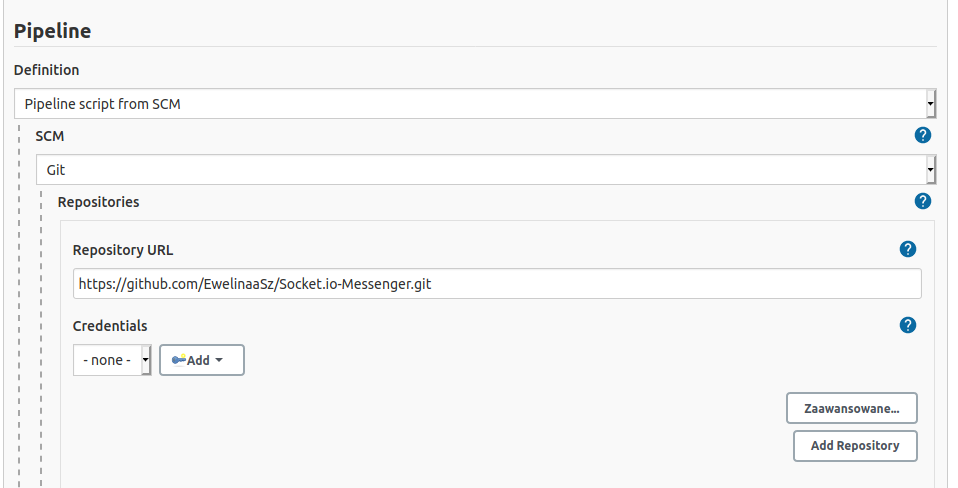 Pipeline
Definition
Pipeline script from SCM
SCM
?
Git
Repositories
?
Repository URL
?
https://github.com/EwelinaaSz/Socket.io-Messenger.git
Credentials
?
- none -
Add
Zaawansowane...
Add Repository